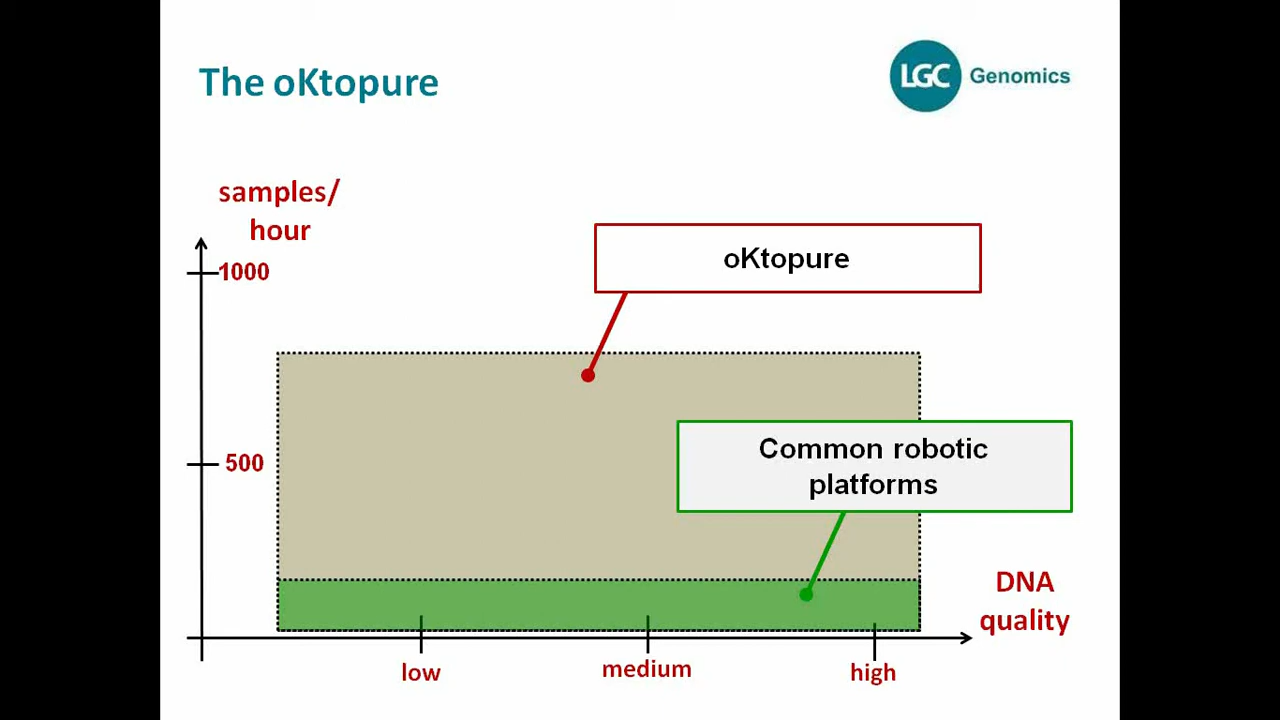 The oKtopure
LGC Genomics
samples/
hour
1000
oKtopure
500
Common robotic
platforms
DNA
quality
low
medium
high